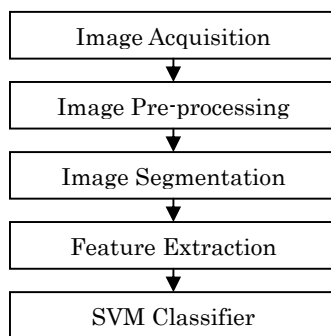 Image Acquisition
Image Pre-processing
Image Segmentation
Feature Extraction
SVM Classifier